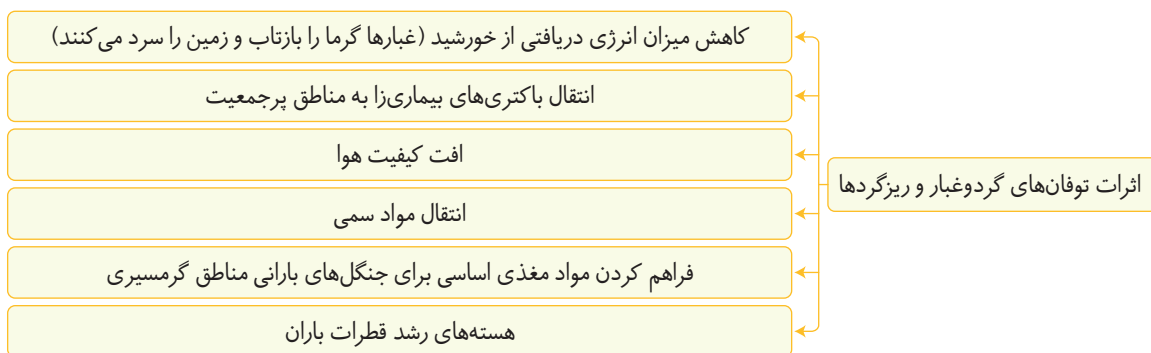 اثرات توفان‌های گردوغبار و ریزگردها
کاهش میزان انرژی دریافتی از خورشید (غبارها گرما را بازتاب و زمین را سرد می‌کنند)
انتقال باکتری‌های بیماری‌زا به مناطق پرجمعیت
افت کیفیت هوا
انتقال مواد سمی
فراهم کردن مواد مغذی اساسی برای جنگل‌های بارانی مناطق گرمسیری
هسته‌های رشد قطرات باران